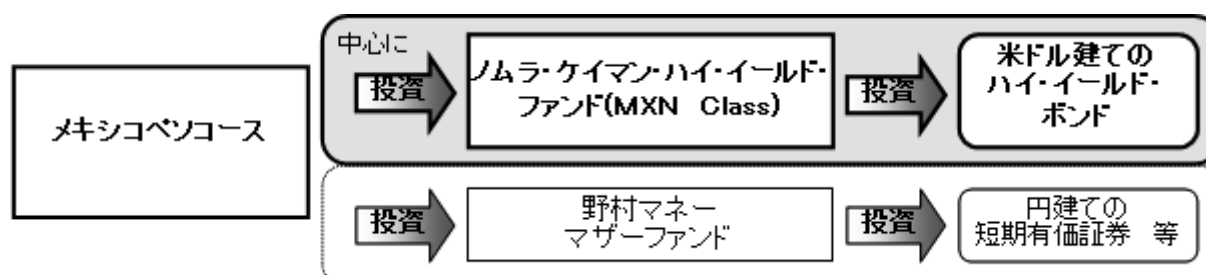 メキシコペソコース
中心に
投資
ノムラ・ケイマン・ハイ・イールド・
ファンド(MXN Class)
投資
米ドル建ての
ハイ・イールド・
ボンド
投資
野村マネー
マザーファンド
投資
円建ての
短期有価証券 等